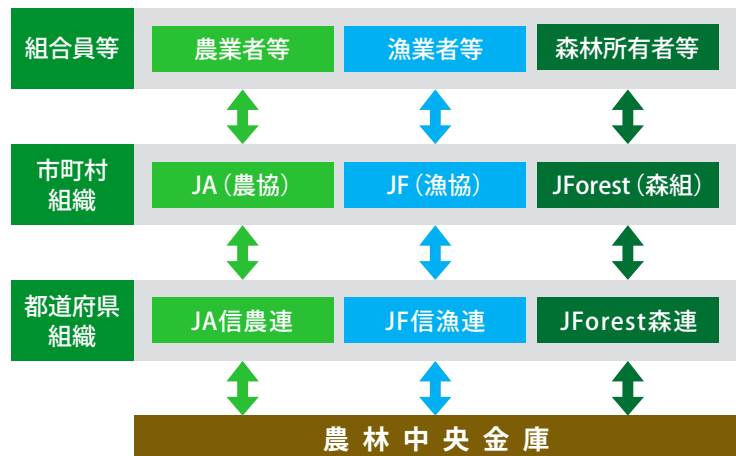 組合員等
農業者等
漁業者等
森林所有者等
市町村
組織
JA（農協）
JF（漁協）
JForest（森組）
都道府県
組織
JA信農連
JF信漁連
JForest森連
農林中央金庫